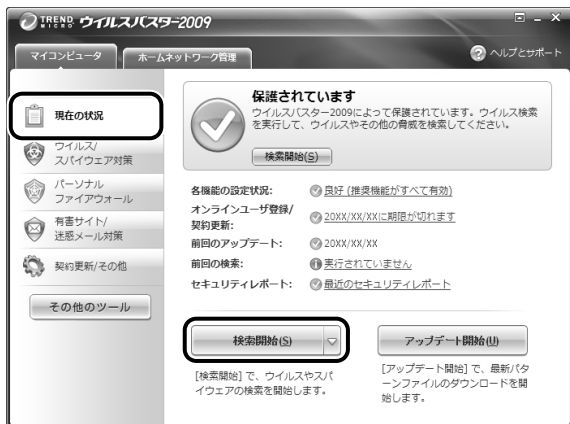 TREND MICRO ウイルスバスター2009
マイコンピュータ
ホームネットワーク管理
ヘルプとサポート
現在の状況
ウイルス/
スパイウェア対策
パーソナル
ファイアウォール
有害サイト/
迷惑メール対策
契約更新/その他
その他のツール
保護されています
ウイルスバスター2009によって保護されています。ウイルス検索
を実行して、ウイルスやその他の脅威を検索してください。
検索開始(S)
各機能の設定状況:
良好 (推奨機能がすべて有効)
オンラインユーザ登録/
契約更新:
20XX/XX/XXに期限が切れます
前回のアップデート:
20XX/XX/XX
前回の検索:
実行されていません
セキュリティレポート:
最近のセキュリティレポート
検索開始(S)
[検索開始] で、ウイルスやスパ
イウェアの検索を開始します。
アップデート開始(U)
[アップデート開始] で、最新パタ
ーンファイルのダウンロードを開
始します。